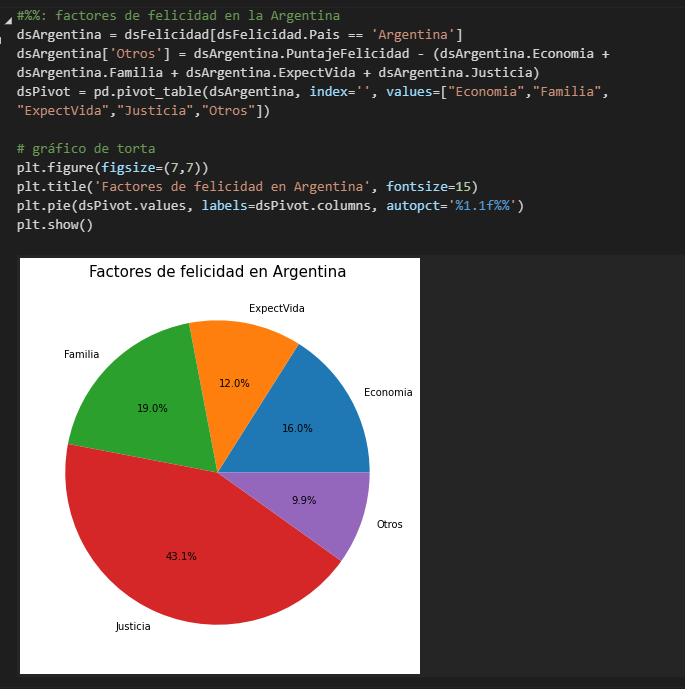 #%%: factores de felicidad en la Argentina
dsArgentina = dsFelicidad[dsFelicidad.Pais == 'Argentina']
dsArgentina['Otros'] = dsArgentina.PuntajeFelicidad - (dsArgentina.Economia +
dsArgentina.Familia + dsArgentina.ExpectVida + dsArgentina.Justicia)
dsPivot = pd.pivot_table(dsArgentina, index='', values=["Economia","Familia",
"ExpectVida","Justicia","Otros"])
# gráfico de torta
plt.figure(figsize=(7,7))
plt.title('Factores de felicidad en Argentina', fontsize=15)
plt.pie(dsPivot.values, labels=dsPivot.columns, autopct='%1.1f%%')
plt.show()
Factores de felicidad en Argentina
ExpectVida
Familia
12.0%
Economia
19.0%
16.0%
9.9%
Otros
43.1%
Justicia